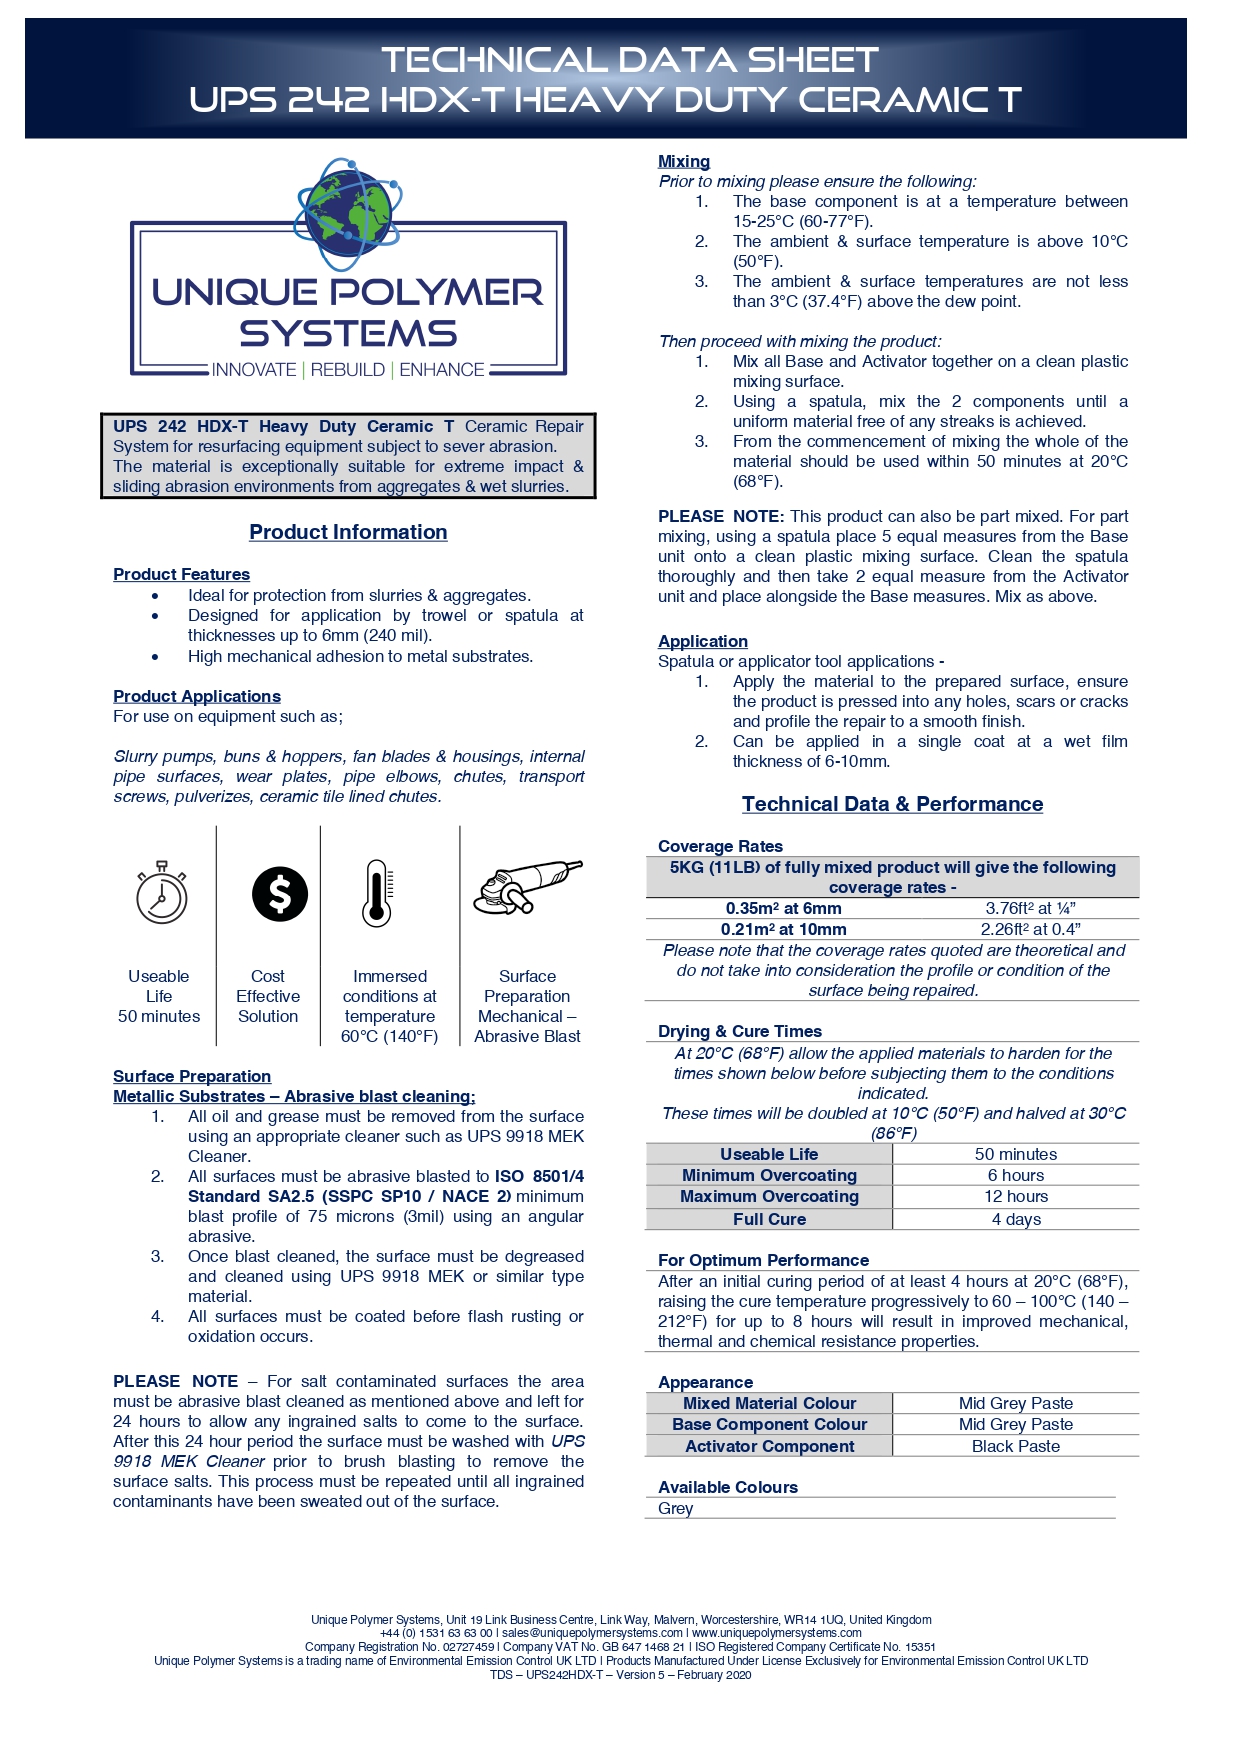 TECHNICAL DATA SHEET
UPS 242 HDX-T HEAVY DUTY CERAMIC T
UNIQUE POLYMER
SYSTEMS
INNOVATE | REBUILD | ENHANCE
UPS 242 HDX-T Heavy Duty Ceramic T Ceramic Repair
System for resurfacing equipment subject to sever abrasion.
The material is exceptionally suitable for extreme impact &
sliding abrasion environments from aggregates & wet slurries.
Product Information
Product Features
• Ideal for protection from slurries & aggregates.
• Designed for application by trowel or spatula at
thicknesses up to 6mm (240 mil).
• High mechanical adhesion to metal substrates.
Product Applications
For use on equipment such as;
Slurry pumps, buns & hoppers, fan blades & housings, internal
pipe surfaces, wear plates, pipe elbows, chutes, transport
screws, pulverizes, ceramic tile lined chutes.
$
Useable
Life
50 minutes
Cost
Effective
Solution
Immersed
conditions at
temperature
60°C (140°F)
Surface
Preparation
Mechanical –
Abrasive Blast
Surface Preparation
Metallic Substrates – Abrasive blast cleaning;
1. All oil and grease must be removed from the surface
using an appropriate cleaner such as UPS 9918 MEK
Cleaner.
2. All surfaces must be abrasive blasted to ISO 8501/4
Standard SA2.5 (SSPC SP10 / NACE 2) minimum
blast profile of 75 microns (3mil) using an angular
abrasive.
3. Once blast cleaned, the surface must be degreased
and cleaned using UPS 9918 MEK or similar type
material.
4. All surfaces must be coated before flash rusting or
oxidation occurs.
PLEASE NOTE – For salt contaminated surfaces the area
must be abrasive blast cleaned as mentioned above and left for
24 hours to allow any ingrained salts to come to the surface.
After this 24 hour period the surface must be washed with UPS
9918 MEK Cleaner prior to brush blasting to remove the
surface salts. This process must be repeated until all ingrained
contaminants have been sweated out of the surface.
Mixing
Prior to mixing please ensure the following:
1. The base component is at a temperature between
15-25°C (60-77°F).
2. The ambient & surface temperature is above 10°C
(50°F).
3. The ambient & surface temperatures are not less
than 3°C (37.4°F) above the dew point.
Then proceed with mixing the product:
1. Mix all Base and Activator together on a clean plastic
mixing surface.
2. Using a spatula, mix the 2 components until a
uniform material free of any streaks is achieved.
3. From the commencement of mixing the whole of the
material should be used within 50 minutes at 20°C
(68°F).
PLEASE NOTE: This product can also be part mixed. For part
mixing, using a spatula place 5 equal measures from the Base
unit onto a clean plastic mixing surface. Clean the spatula
thoroughly and then take 2 equal measure from the Activator
unit and place alongside the Base measures. Mix as above.
Application
Spatula or applicator tool applications -
1. Apply the material to the prepared surface, ensure
the product is pressed into any holes, scars or cracks
and profile the repair to a smooth finish.
2. Can be applied in a single coat at a wet film
thickness of 6-10mm.
Technical Data & Performance
Coverage Rates
5KG (11LB) of fully mixed product will give the following
coverage rates -
0.35m² at 6mm 3.76ft² at ¼”
0.21m² at 10mm 2.26ft² at 0.4”
Please note that the coverage rates quoted are theoretical and
do not take into consideration the profile or condition of the
surface being repaired.
Drying & Cure Times
At 20°C (68°F) allow the applied materials to harden for the
times shown below before subjecting them to the conditions
indicated.
These times will be doubled at 10°C (50°F) and halved at 30°C
(86°F)
Useable Life 50 minutes
Minimum Overcoating 6 hours
Maximum Overcoating 12 hours
Full Cure 4 days
For Optimum Performance
After an initial curing period of at least 4 hours at 20°C (68°F),
raising the cure temperature progressively to 60 – 100°C (140 –
212°F) for up to 8 hours will result in improved mechanical,
thermal and chemical resistance properties.
Appearance
Mixed Material Colour Mid Grey Paste
Base Component Colour Mid Grey Paste
Activator Component Black Paste
Available Colours
Grey
Unique Polymer Systems, Unit 19 Link Business Centre, Link Way, Malvern, Worcestershire, WR14 1UQ, United Kingdom
+44 (0) 1531 63 63 00 | sales@uniquepolymersystems.com | www.uniquepolymersystems.com
Company Registration No. 02727459 | Company VAT No. GB 647 1468 21 | ISO Registered Company Certificate No. 15351
Unique Polymer Systems is a trading name of Environmental Emission Control UK LTD | Products Manufactured Under License Exclusively for Environmental Emission Control UK LTD
TDS – UPS242HDX-T – Version 5 – February 2020